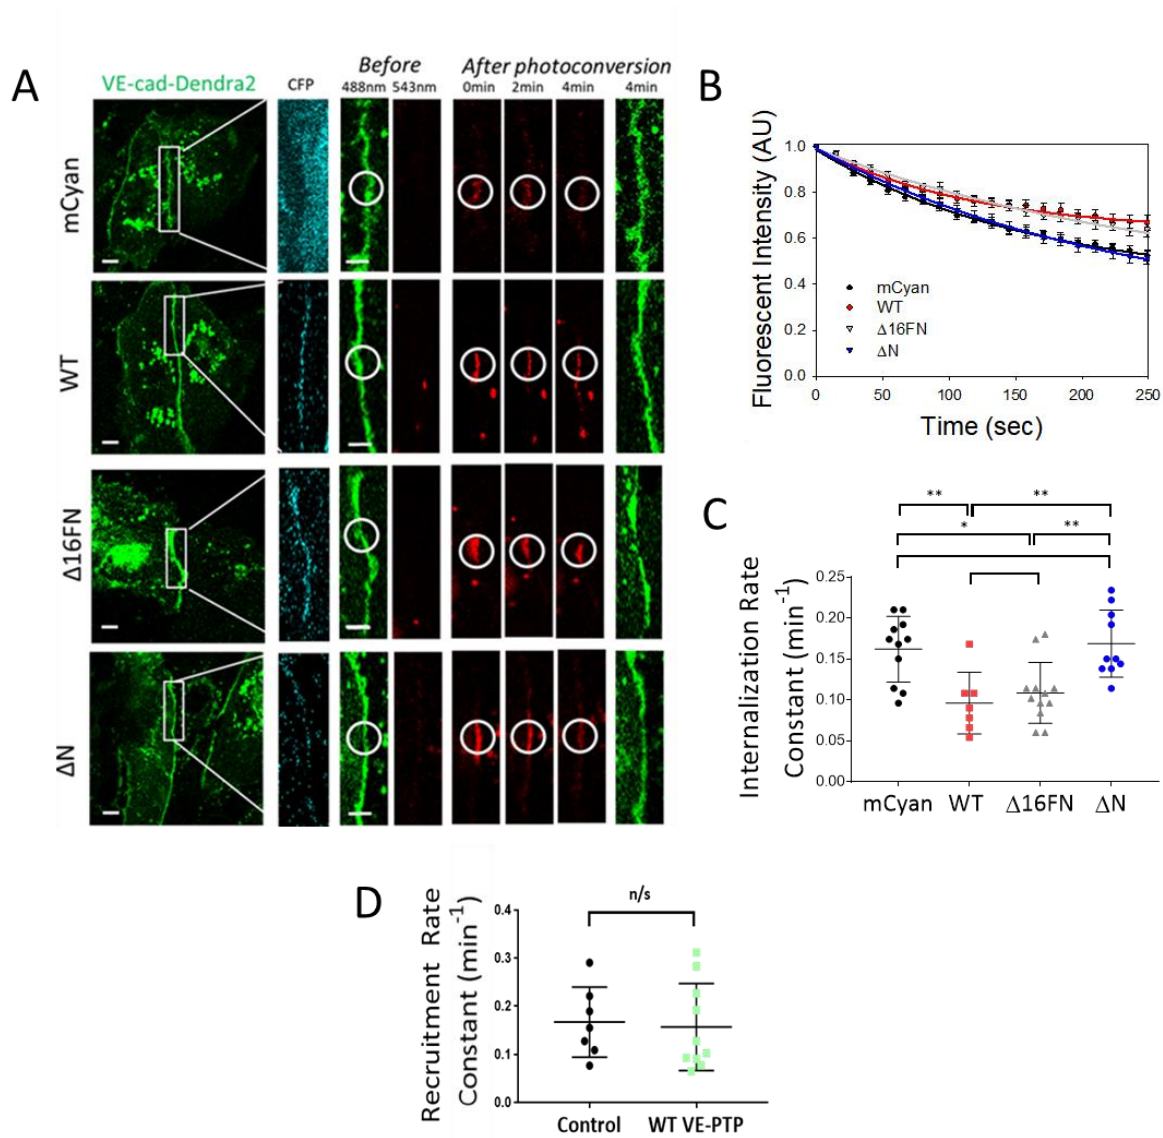 A
VE-cad-Dendra2
CFP
Before
488nm 543nm
After photoconversion
0min 2min 4min 4min
mCyan
WT
Δ16FN
ΔN
B
Fluorescent Intensity (AU)
1.0
0.8
0.6
0.4
0.2
0.0
mCyan
WT
Δ16FN
ΔN
0 50 100 150 200 250
Time (sec)
C
** **
* **
Internalization Rate
Constant (min⁻¹)
0.25
0.20
0.15
0.10
0.05
0.00
mCyan WT Δ16FN ΔN
D
Recruitment Rate
Constant (min⁻¹)
n/s
0.4
0.3
0.2
0.1
0.0
Control WT VE-PTP